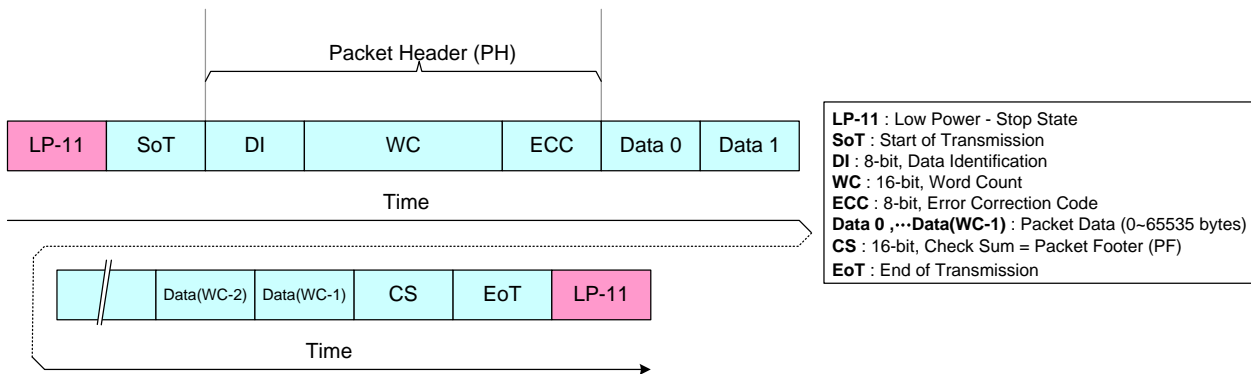 Packet Header (PH)
LP-11 SoT DI WC ECC Data 0 Data 1
Time
Data(WC-2) Data(WC-1) CS EoT LP-11
Time
LP-11 : Low Power - Stop State
SoT : Start of Transmission
DI : 8-bit, Data Identification
WC : 16-bit, Word Count
ECC : 8-bit, Error Correction Code
Data 0 ,⋯Data(WC-1) : Packet Data (0~65535 bytes)
CS : 16-bit, Check Sum = Packet Footer (PF)
EoT : End of Transmission